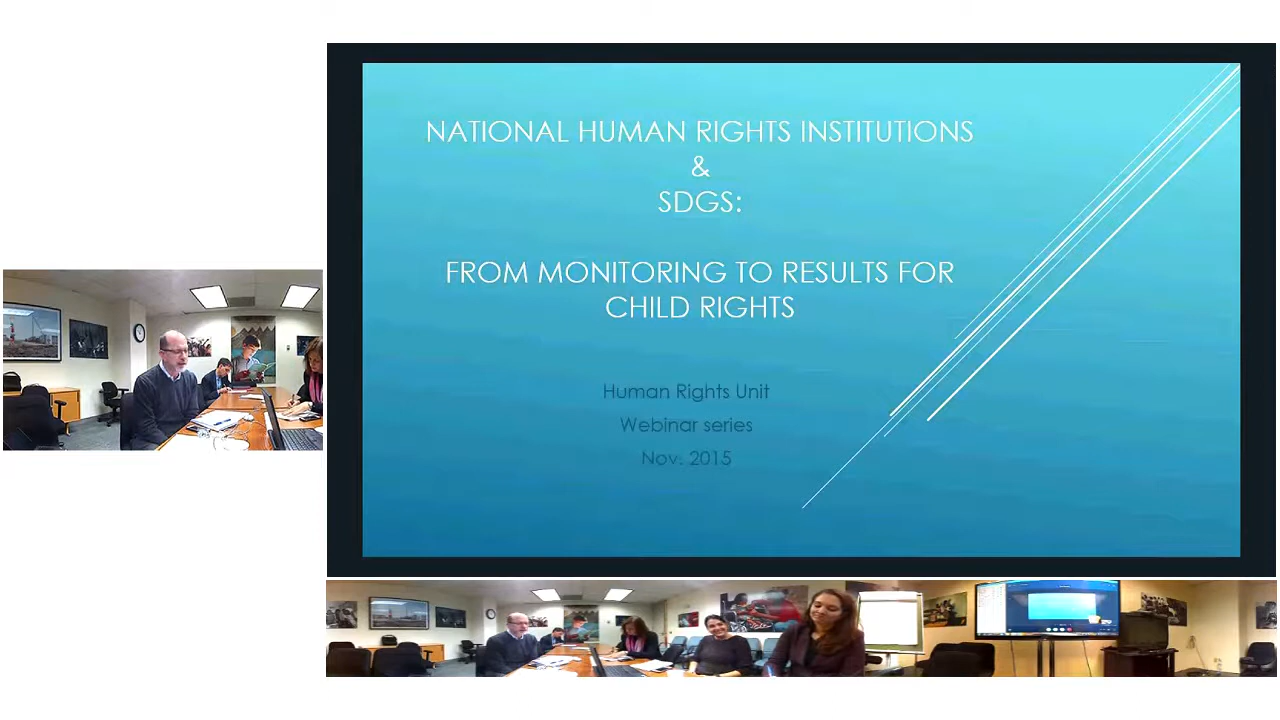 NATIONAL HUMAN RIGHTS INSTITUTIONS
&
SDGS:
FROM MONITORING TO RESULTS FOR
CHILD RIGHTS
Human Rights Unit
Webinar series
Nov. 2015